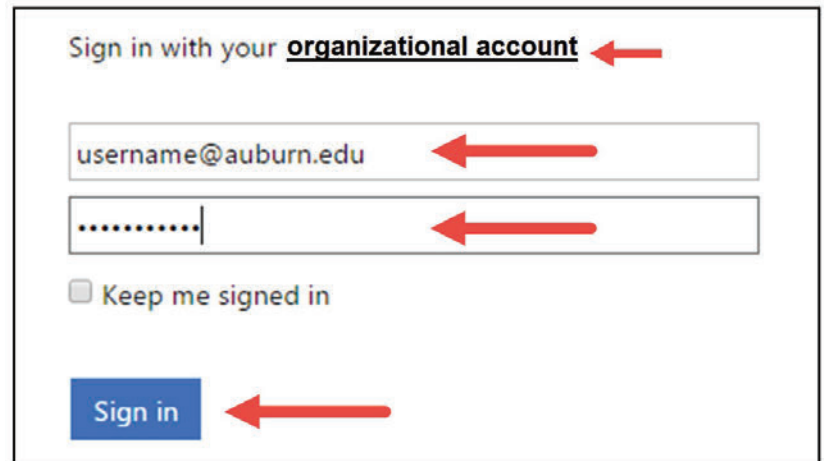 Sign in with your organizational account
username@auburn.edu
•••••••••••
Keep me signed in
Sign in